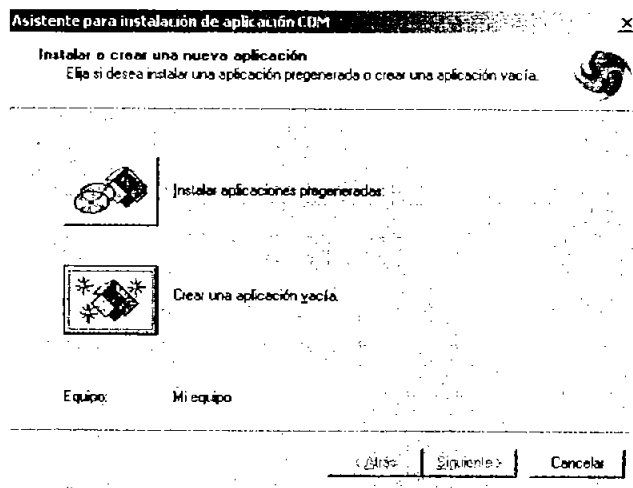 Asistente para instalación de aplicación COM
Instalar o crear una nueva aplicación
Elija si desea instalar una aplicación pregenerada o crear una aplicación vacía.
Instalar aplicaciones pregeneradas.
Crear una aplicación vacía.
Equipo: Mi equipo
< Atrás Siguiente > Cancelar